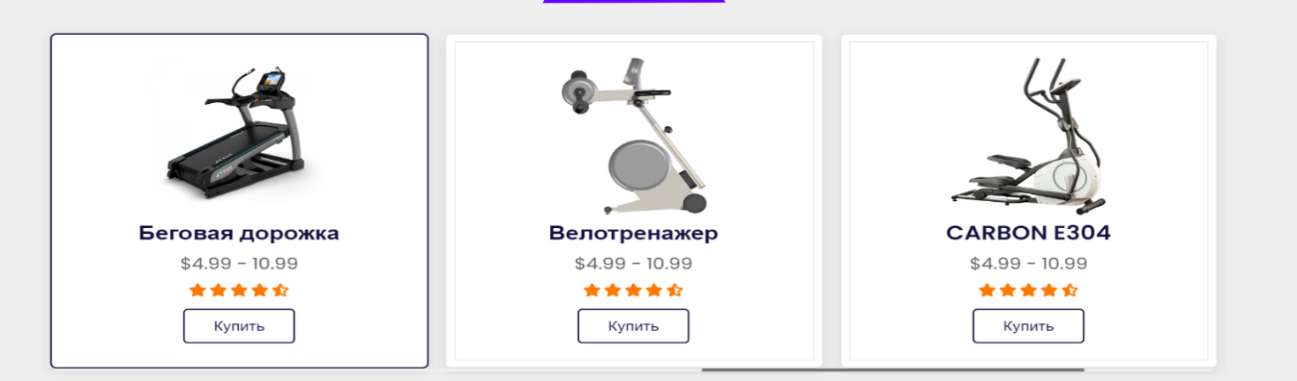 Беговая дорожка
$4.99 - 10.99
Купить
Велотренажер
$4.99 - 10.99
Купить
CARBON E304
$4.99 - 10.99
Купить